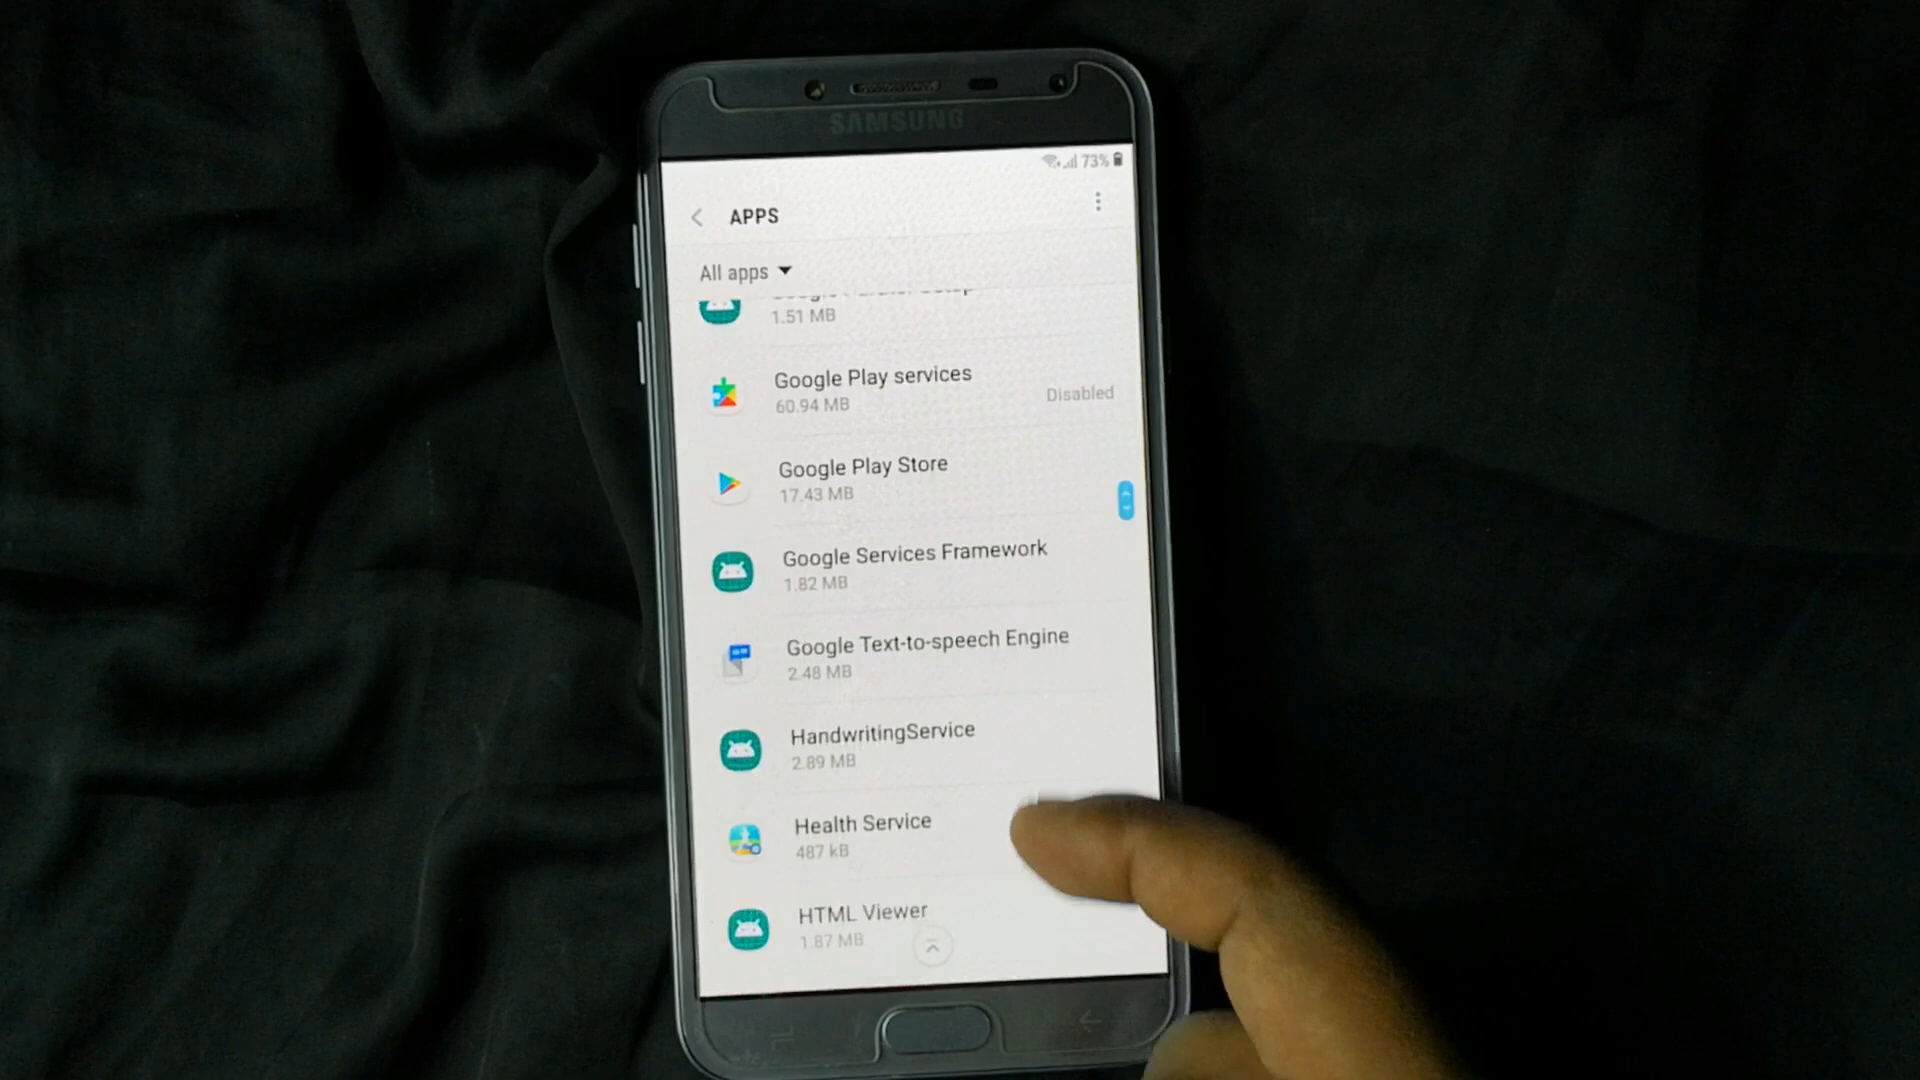 SAMSUNG
73%
APPS
All apps
1.51 MB
Google Play services
60.94 MB
Disabled
Google Play Store
17.43 MB
Google Services Framework
1.82 MB
Google Text-to-speech Engine
2.48 MB
HandwritingService
2.89 MB
Health Service
487 kB
HTML Viewer
1.87 MB